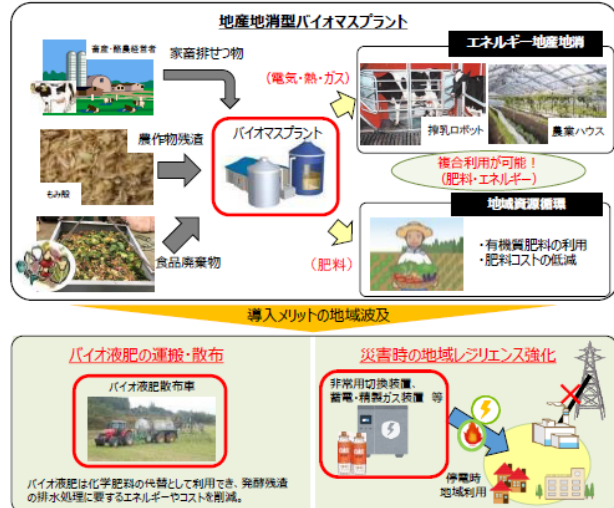 地産地消型バイオマスプラント
畜産・酪農経営者
家畜排せつ物
エネルギー地産地消
(電気・熱・ガス)
搾乳ロボット
農業ハウス
農作物残渣
バイオマスプラント
もみ殻
複合利用が可能!
(肥料・エネルギー)
地域資源循環
・有機質肥料の利用
・肥料コストの低減
(肥料)
食品廃棄物
導入メリットの地域波及
バイオ液肥の運搬・散布
バイオ液肥散布車
バイオ液肥は化学肥料の代替として利用でき、発酵残渣
の排水処理に要するエネルギーやコストを削減。
災害時の地域レジリエンス強化
非常用切換装置、
蓄電・精製ガス装置 等
停電時
地域利用